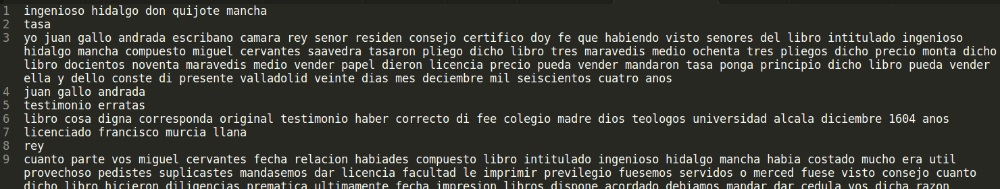 1 ingenioso hidalgo don quijote mancha
2 tasa
3 yo juan gallo andrada escribano camara rey senor residen consejo certifico doy fe que habiendo visto senores del libro intitulado ingenioso
hidalgo mancha compuesto miguel cervantes saavedra tasaron pliego dicho libro tres maravedis medio ochenta tres pliegos dicho precio monta dicho
libro docientos noventa maravedis medio vender papel dieron licencia precio pueda vender mandaron tasa ponga principio dicho libro pueda vender
ella y dello conste di presente valladolid veinte dias mes deciembre mil seiscientos cuatro anos
4 juan gallo andrada
5 testimonio erratas
6 libro cosa digna corresponda original testimonio haber correcto di fee colegio madre dios teologos universidad alcala diciembre 1604 anos
7 licenciado francisco murcia llana
8 rey
9 cuanto parte vos miguel cervantes fecha relacion habiades compuesto libro intitulado ingenioso hidalgo mancha habia costado mucho era util
provechoso pedistes suplicastes mandasemos dar licencia facultad le imprimir previlegio fuesemos servidos o merced fuese visto consejo cuanto
dicho libro hicieron diligencias prematica ultimamente fecha impresion libros dispone acordado debiamos mandar dar cedula vos dicha razon